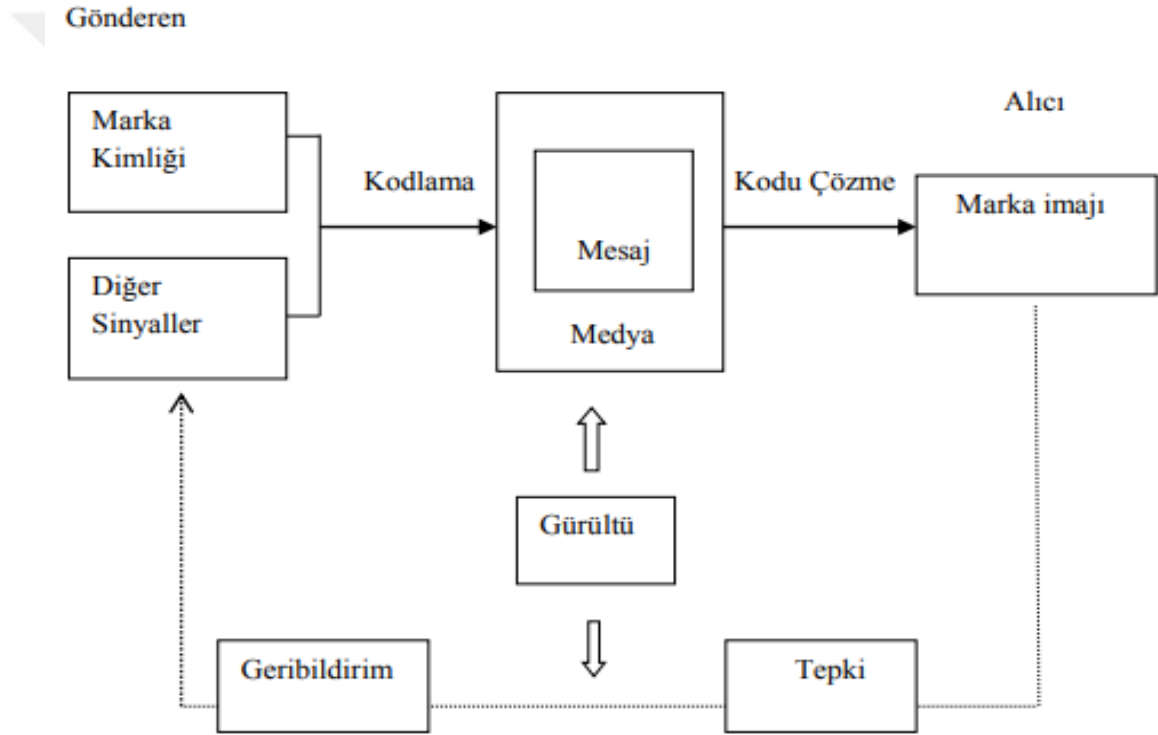 Gönderen
Alıcı
Marka
Kimliği
Kodlama
Kodu Çözme
Marka imajı
Mesaj
Diğer
Sinyaller
Medya
Gürültü
Geribildirim
Tepki